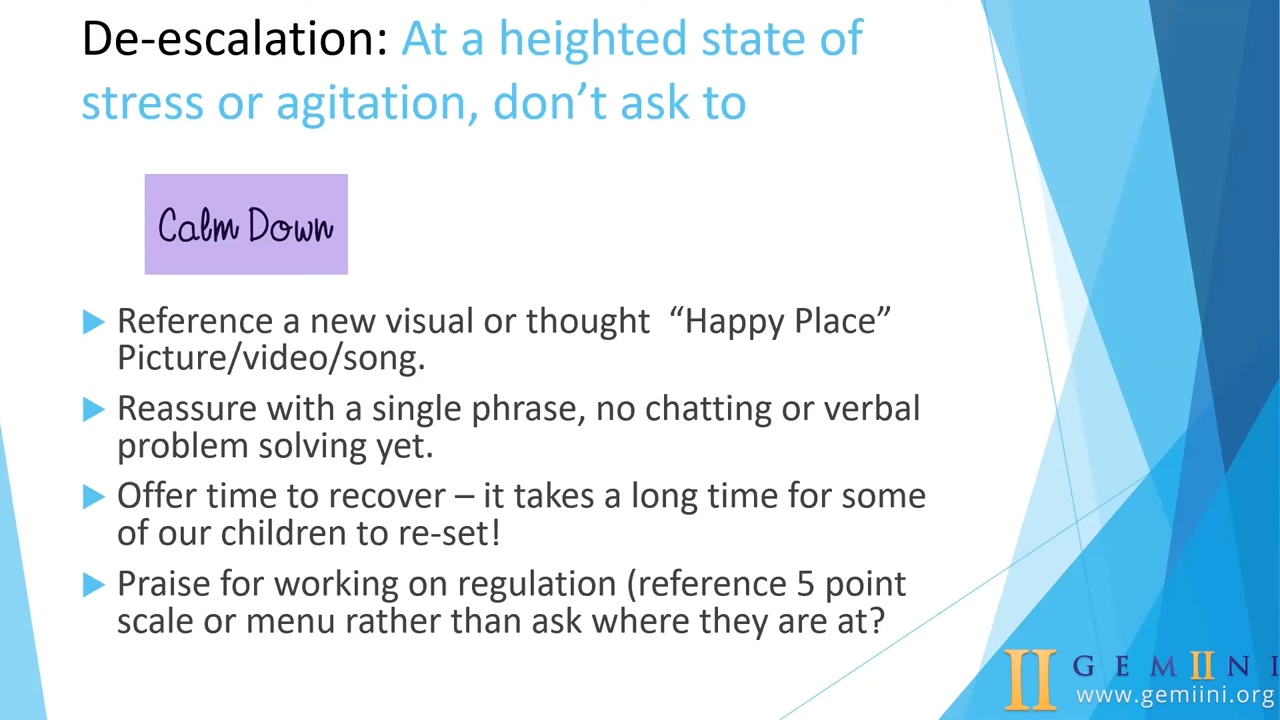 De-escalation: At a heighted state of
stress or agitation, don’t ask to
Calm Down
Reference a new visual or thought “Happy Place”
Picture/video/song.
Reassure with a single phrase, no chatting or verbal
problem solving yet.
Offer time to recover – it takes a long time for some
of our children to re-set!
Praise for working on regulation (reference 5 point
scale or menu rather than ask where they are at?
II GEMIINI
www.gemiini.org